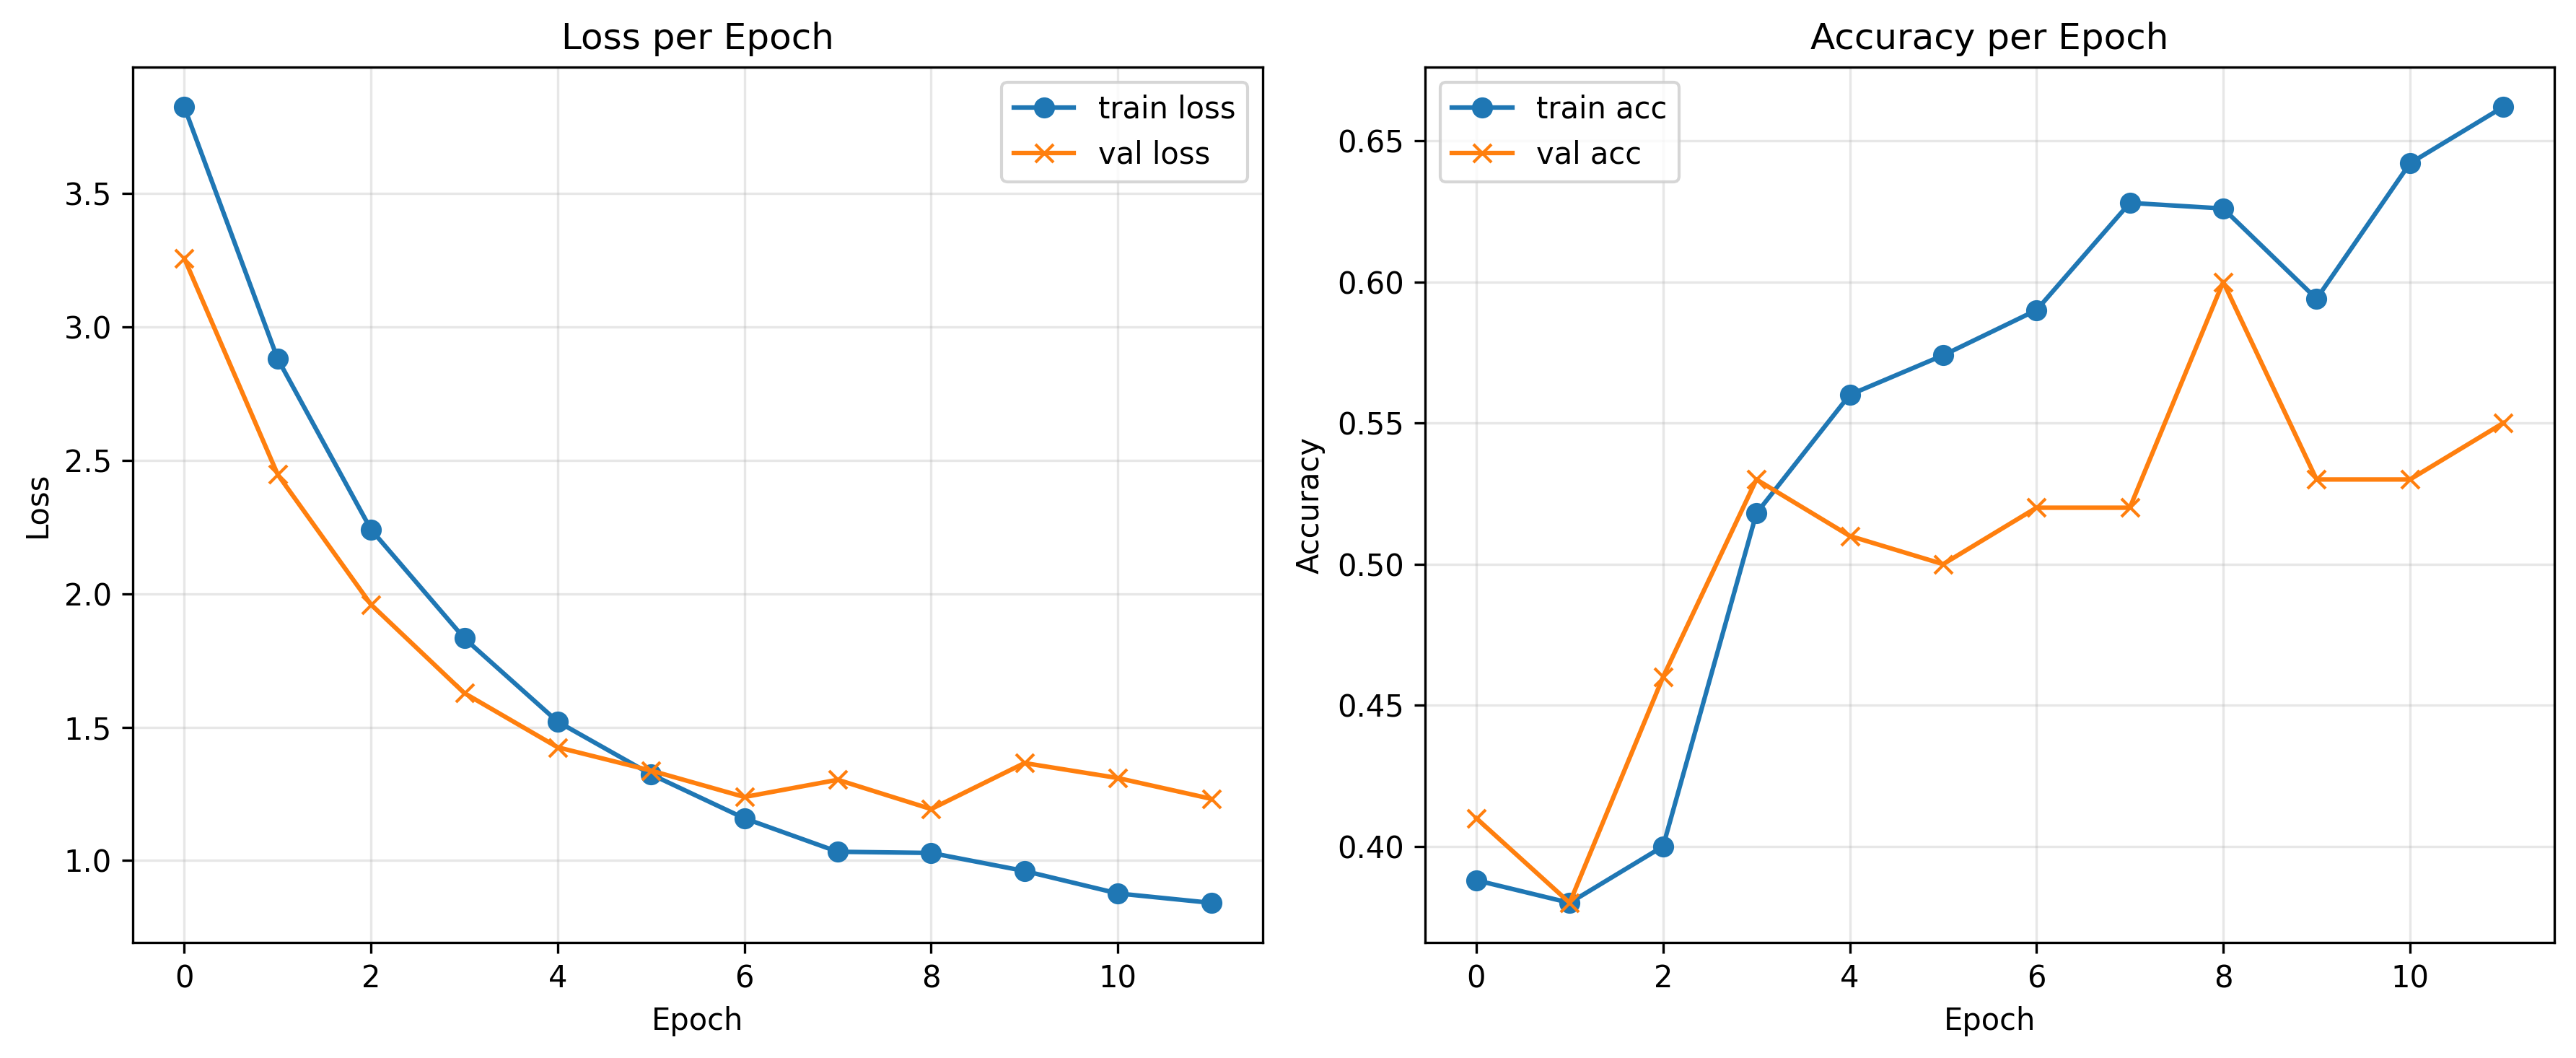 Loss per Epoch
train loss
val loss
3.5
3.0
2.5
2.0
1.5
1.0
Loss
0 2 4 6 8 10
Epoch
Accuracy per Epoch
train acc
val acc
0.65
0.60
0.55
0.50
0.45
0.40
Accuracy
0 2 4 6 8 10
Epoch